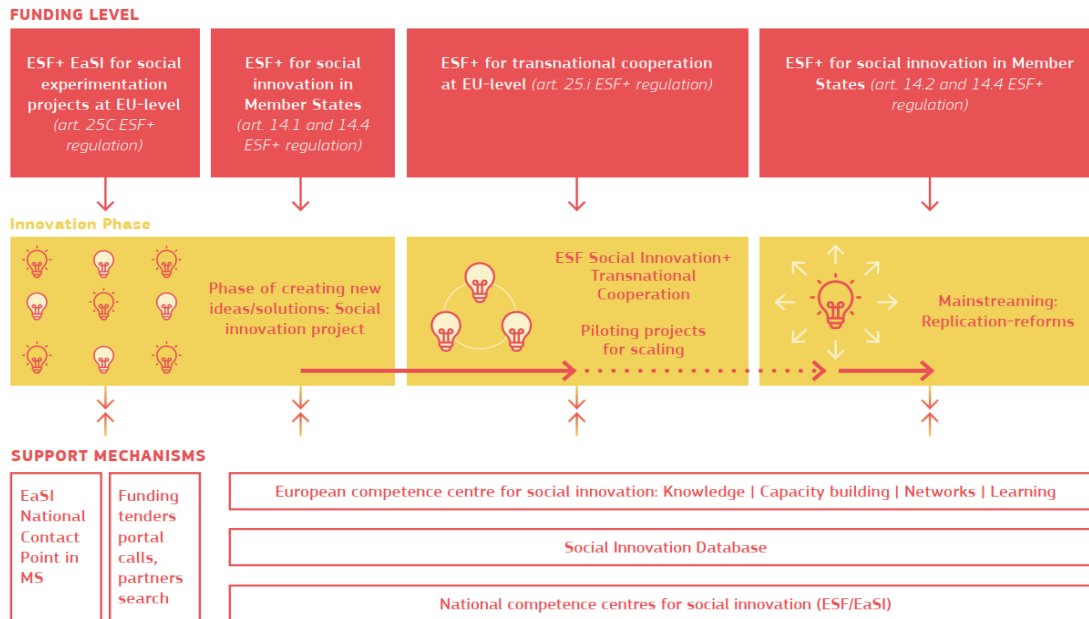 FUNDING LEVEL
ESF+ EaSI for social
experimentation
projects at EU-level
(art. 25C ESF+
regulation)
ESF+ for social
innovation in
Member States
(art. 14.1 and 14.4
ESF+ regulation)
ESF+ for transnational cooperation
at EU-level (art. 25.i ESF+ regulation)
ESF+ for social innovation in Member
States (art. 14.2 and 14.4 ESF+
regulation)
Innovation Phase
Phase of creating new
ideas/solutions: Social
innovation project
ESF Social Innovation+
Transnational
Cooperation
Piloting projects
for scaling
Mainstreaming:
Replication-reforms
SUPPORT MECHANISMS
EaSI
National
Contact
Point in
MS
Funding
tenders
portal
calls,
partners
search
European competence centre for social innovation: Knowledge | Capacity building | Networks | Learning
Social Innovation Database
National competence centres for social innovation (ESF/EaSI)